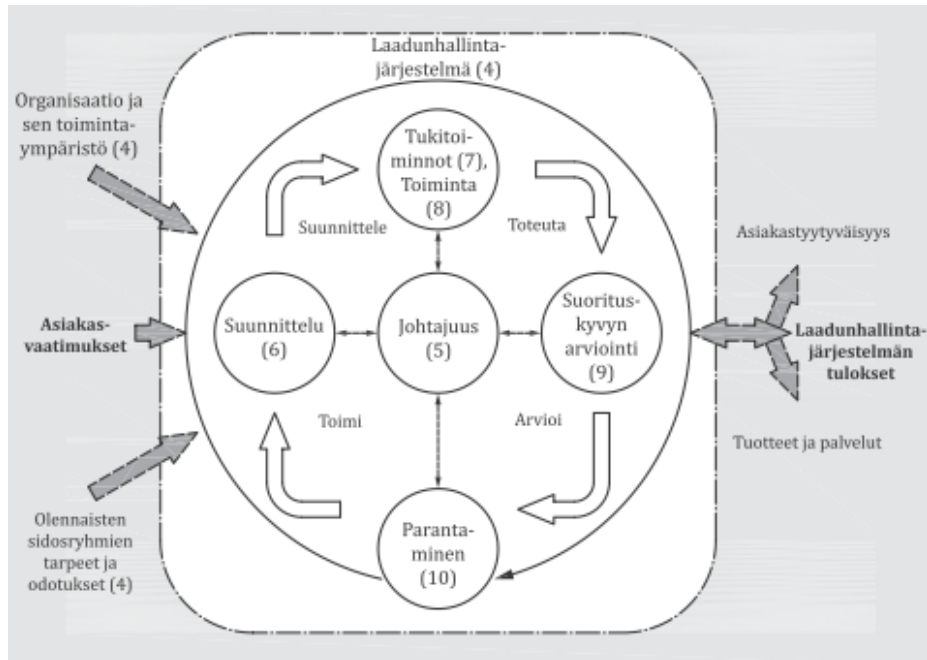 Laadunhallinta-
järjestelmä (4)
Organisaatio ja
sen toiminta-
ympäristö (4)
Tukitoi-
minnot (7),
Toiminta
(8)
Suunnittele
Toteuta
Asiakastyytyväisyys
Asiakas-
vaatimukset
Suunnittelu
(6)
Johtajuus
(5)
Suoritus-
kyvyn
arviointi
(9)
Laadunhallinta-
järjestelmän
tulokset
Toimi
Arvioi
Tuotteet ja palvelut
Olennaisten
sidosryhmien
tarpeet ja
odotukset (4)
Paranta-
minen
(10)